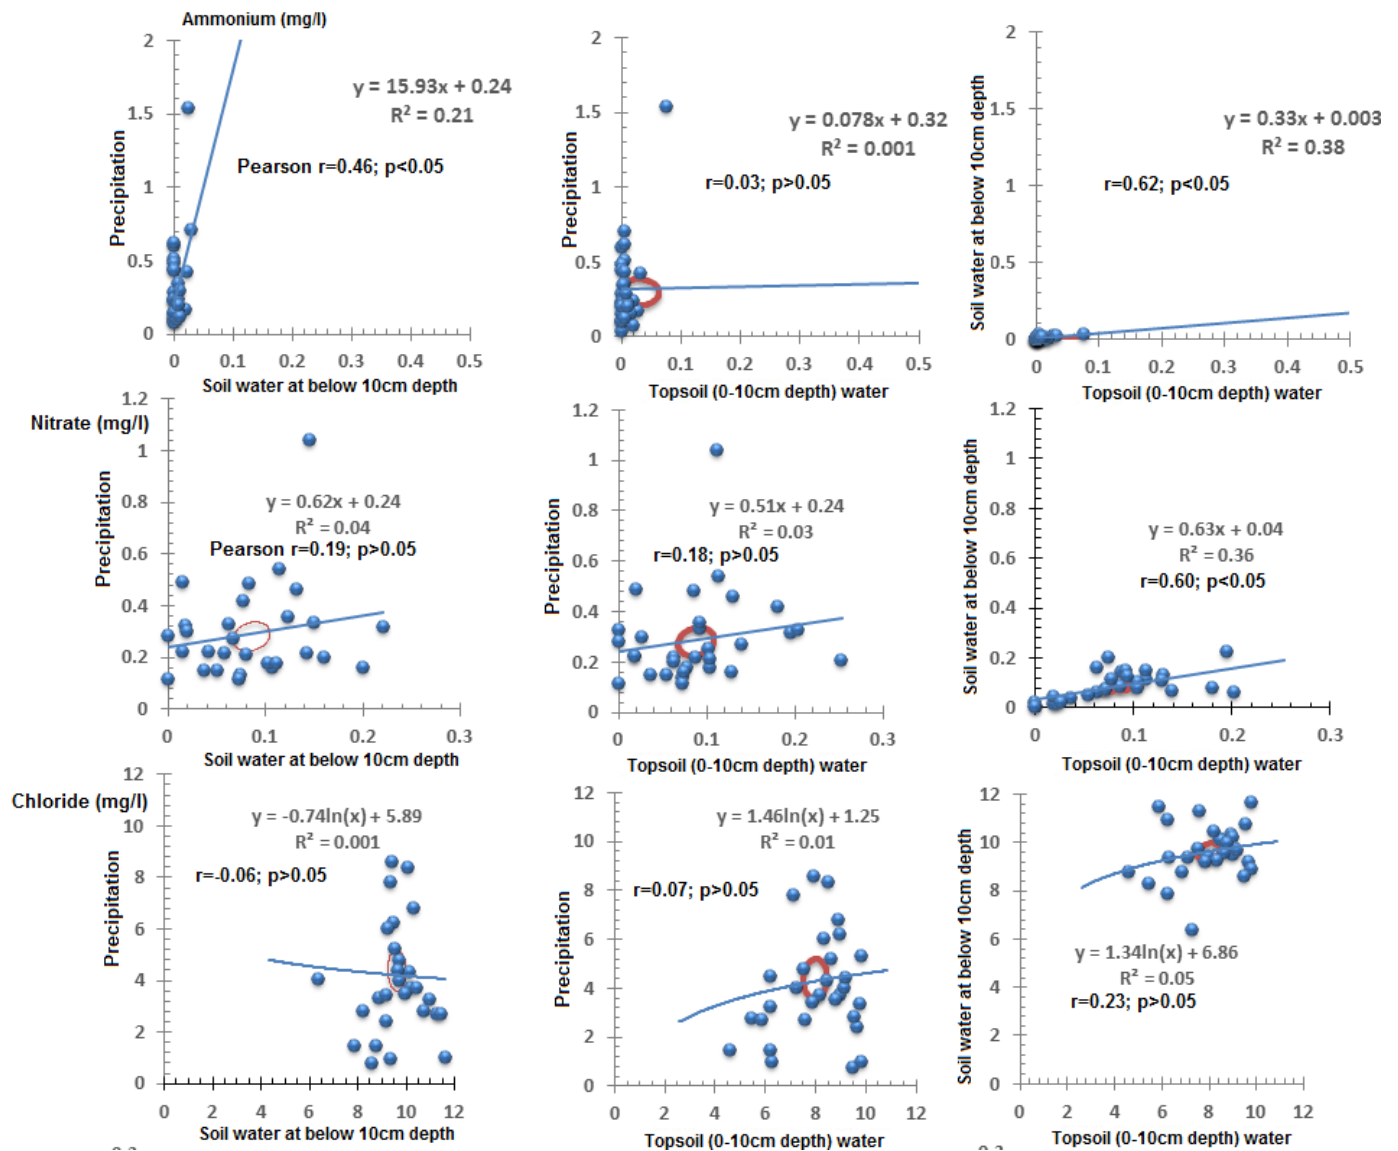 Ammonium (mg/l)
2
1.5
1
0.5
0
Precipitation
y = 15.93x + 0.24
R² = 0.21
Pearson r=0.46; p<0.05
0 0.1 0.2 0.3 0.4 0.5
Soil water at below 10cm depth
2
1.5
1
0.5
0
Precipitation
y = 0.078x + 0.32
R² = 0.001
r=0.03; p>0.05
0 0.1 0.2 0.3 0.4 0.5
Topsoil (0-10cm depth) water
2
1.5
1
0.5
0
Soil water at below 10cm depth
y = 0.33x + 0.003
R² = 0.38
r=0.62; p<0.05
0 0.1 0.2 0.3 0.4 0.5
Topsoil (0-10cm depth) water
Nitrate (mg/l)
1.2
1
0.8
0.6
0.4
0.2
0
Precipitation
y = 0.62x + 0.24
R² = 0.04
Pearson r=0.19; p>0.05
0 0.1 0.2 0.3
Soil water at below 10cm depth
1.2
1
0.8
0.6
0.4
0.2
0
Precipitation
y = 0.51x + 0.24
R² = 0.03
r=0.18; p>0.05
0 0.1 0.2 0.3
Topsoil (0-10cm depth) water
1.2
1
0.8
0.6
0.4
0.2
0
Soil water at below 10cm depth
y = 0.63x + 0.04
R² = 0.36
r=0.60; p<0.05
0 0.1 0.2 0.3
Topsoil (0-10cm depth) water
Chloride (mg/l)
12
10
8
6
4
2
0
Precipitation
y = -0.74ln(x) + 5.89
R² = 0.001
r=-0.06; p>0.05
0 2 4 6 8 10 12
Soil water at below 10cm depth
12
10
8
6
4
2
0
Precipitation
y = 1.46ln(x) + 1.25
R² = 0.01
r=0.07; p>0.05
0 2 4 6 8 10 12
Topsoil (0-10cm depth) water
12
10
8
6
4
2
0
Soil water at below 10cm depth
y = 1.34ln(x) + 6.86
R² = 0.05
r=0.23; p>0.05
0 2 4 6 8 10 12
Topsoil (0-10cm depth) water